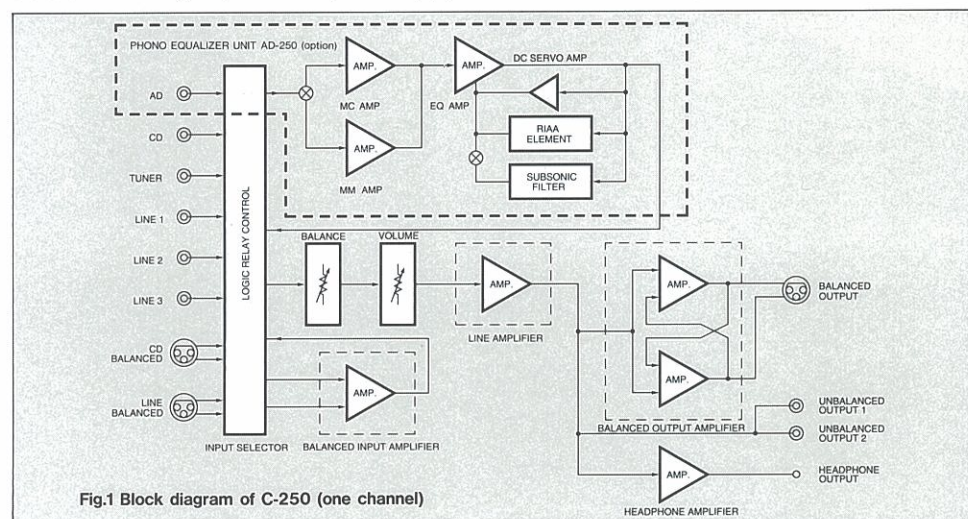 PHONO EQUALIZER UNIT AD-250 (option)
AD
CD
TUNER
LINE 1
LINE 2
LINE 3
CD
BALANCED
LINE
BALANCED
LOGIC RELAY CONTROL
INPUT SELECTOR
AMP.
MC AMP
AMP.
MM AMP
AMP.
EQ AMP
DC SERVO AMP
RIAA
ELEMENT
SUBSONIC
FILTER
BALANCE
VOLUME
AMP.
LINE AMPLIFIER
AMP.
BALANCED INPUT AMPLIFIER
AMP.
AMP.
BALANCED OUTPUT AMPLIFIER
BALANCED
OUTPUT
UNBALANCED
OUTPUT 1
UNBALANCED
OUTPUT 2
AMP.
HEADPHONE
OUTPUT
HEADPHONE AMPLIFIER
Fig.1 Block diagram of C-250 (one channel)